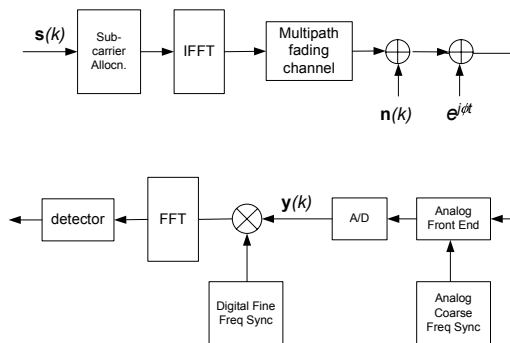 s(k)
Sub-
carrier
Allocn.
IFFT
Multipath
fading
channel
n(k)
e^{jϕt}
detector
FFT
y(k)
A/D
Analog
Front End
Digital Fine
Freq Sync
Analog
Coarse
Freq Sync